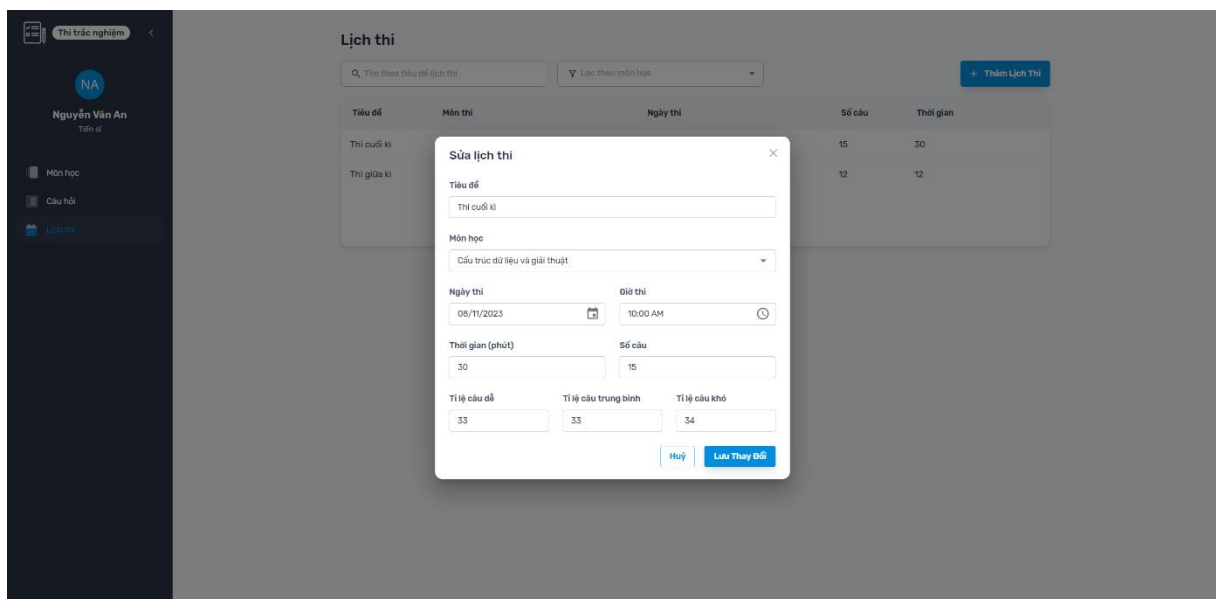 Thi trắc nghiệm
NA
Nguyễn Văn An
Tiến sĩ
Môn học
Câu hỏi
Lịch thi
Lịch thi
Tìm theo tiêu đề lịch thi
Lọc theo môn học
+ Thêm Lịch Thi
Tiêu đề Môn thi Ngày thi Số câu Thời gian
Thi cuối kì 15 30
Thi giữa kì 12 12
Sửa lịch thi
Tiêu đề
Thi cuối kì
Môn học
Cấu trúc dữ liệu và giải thuật
Ngày thi Giờ thi
08/11/2023 10:00 AM
Thời gian (phút) Số câu
30 15
Tỉ lệ câu dễ Tỉ lệ câu trung bình Tỉ lệ câu khó
33 33 34
Huỷ Lưu Thay Đổi